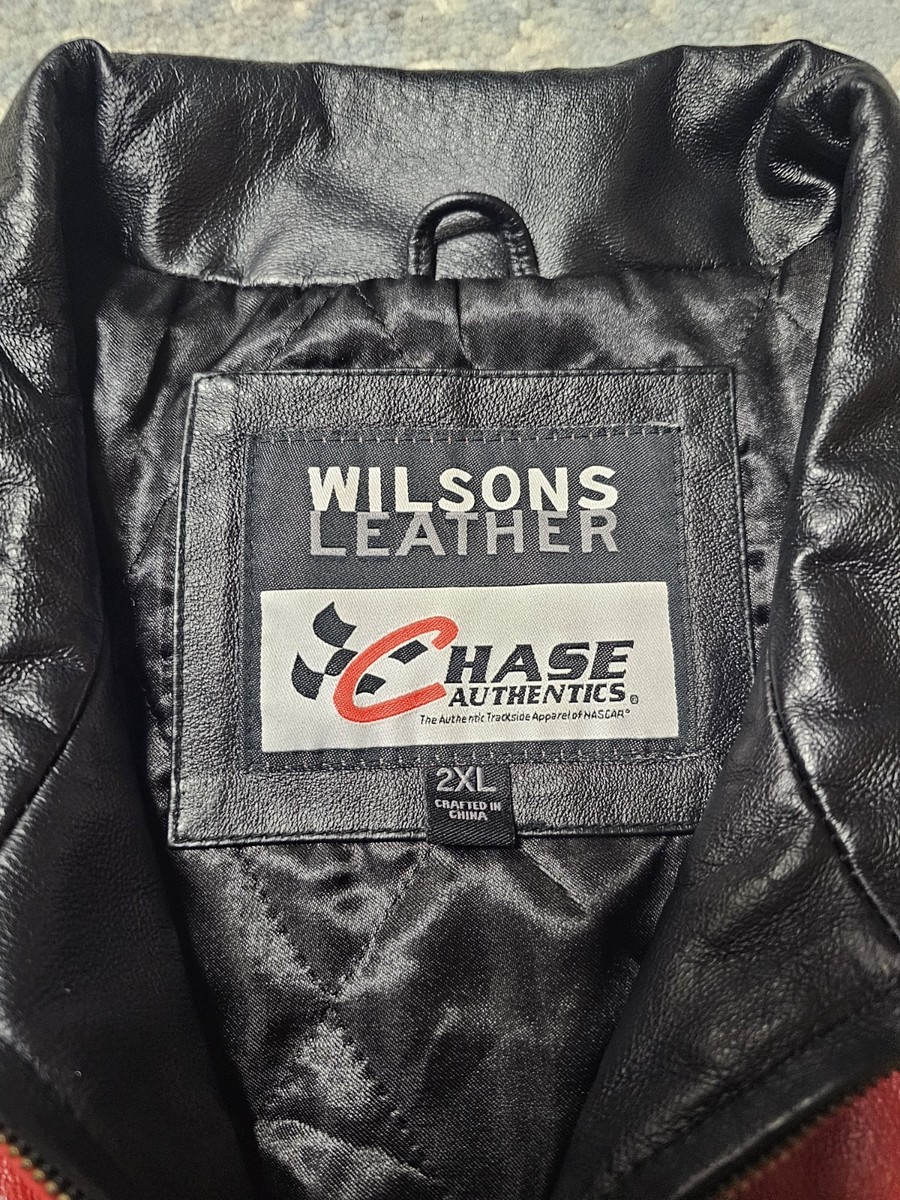 WILSONS
LEATHER
CHASE
AUTHENTICS®
The Authentic Trackside Apparel of NASCAR®
2XL
CRAFTED IN
CHINA